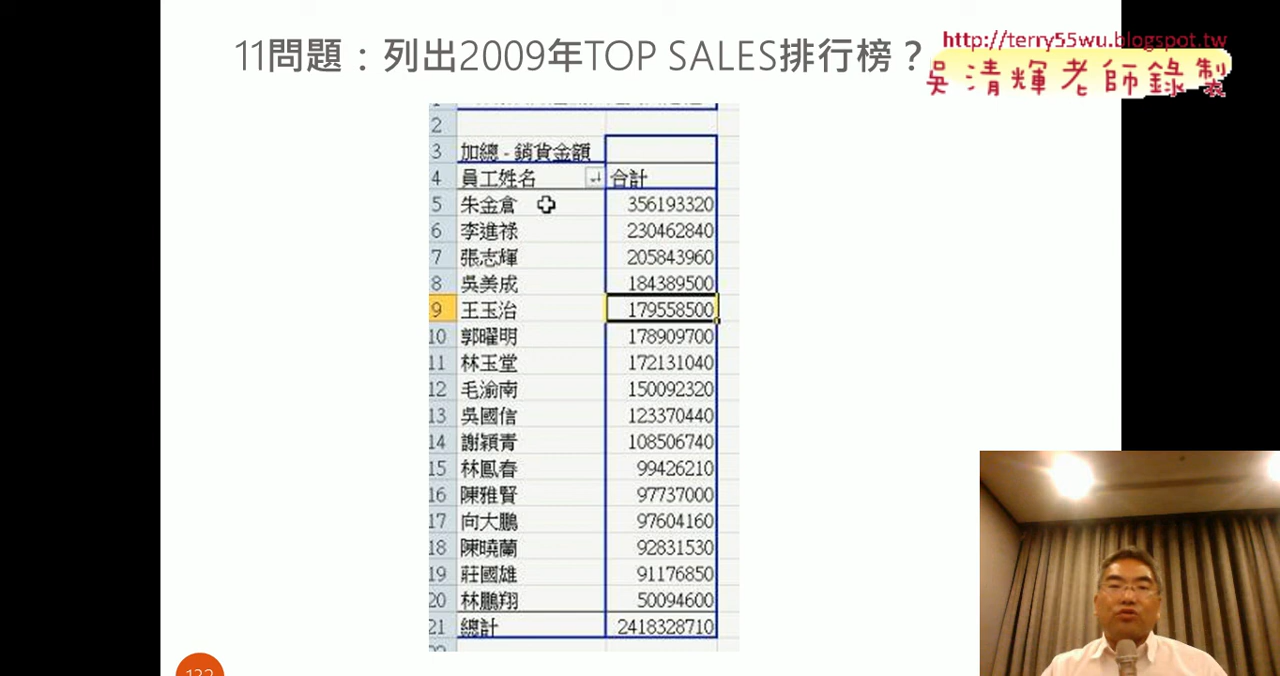 11問題：列出2009年TOP SALES排行榜？
http://terry55wu.blogspot.tw
吳清輝老師錄製
2
3 加總 - 銷貨金額
4 員工姓名 合計
5 朱金倉 356193320
6 李進祿 230462840
7 張志輝 205843960
8 吳美成 184389500
9 王玉治 179558500
10 郭曜明 178909700
11 林玉堂 172131040
12 毛渝南 150092320
13 吳國信 123370440
14 謝穎青 108506740
15 林鳳春 99426210
16 陳雅賢 97737000
17 向大鵬 97604160
18 陳曉蘭 92831530
19 莊國雄 91176850
20 林鵬翔 50094600
21 總計 2418328710